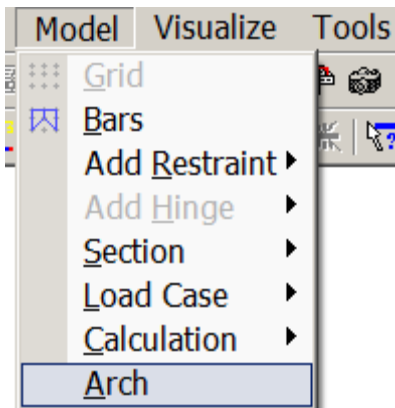 Model Visualize Tools
Grid
Bars
Add Restraint
Add Hinge
Section
Load Case
Calculation
Arch